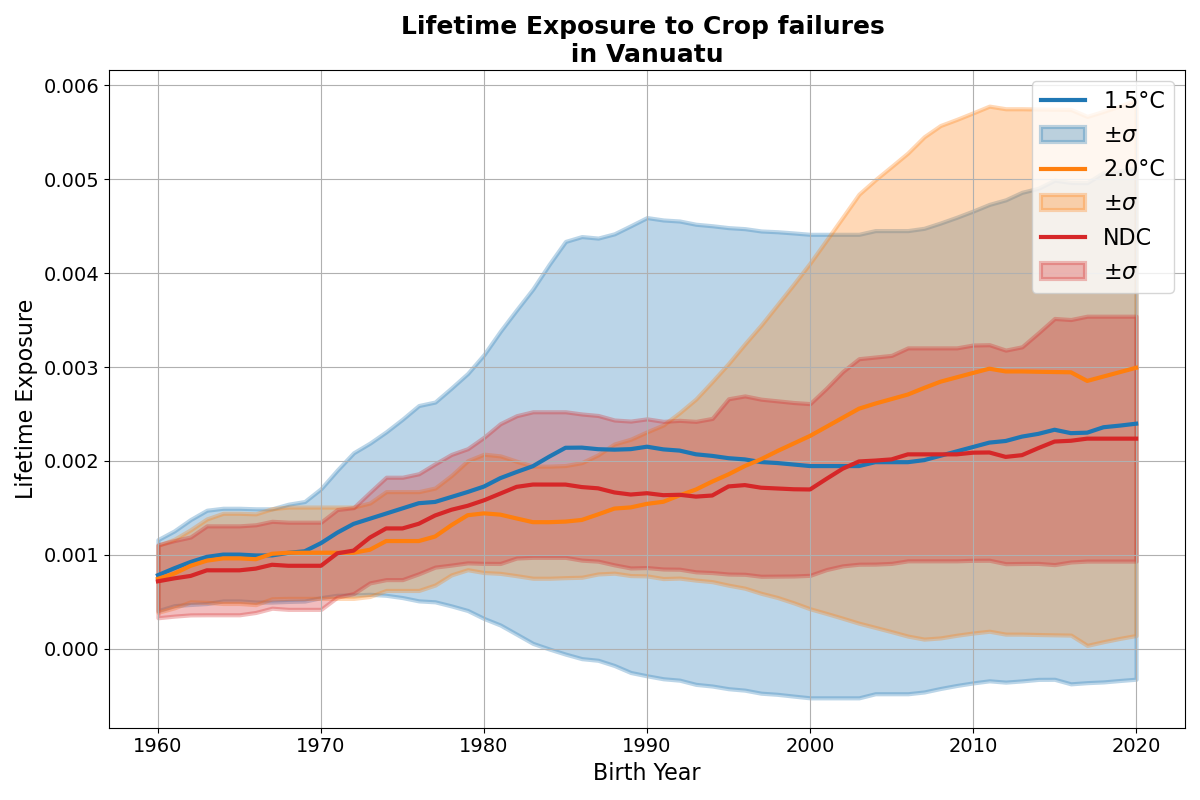 Lifetime Exposure to Crop failures
in Vanuatu
0.006
0.005
0.004
0.003
0.002
0.001
0.000
Lifetime Exposure
1.5°C
±σ
2.0°C
±σ
NDC
±σ
1960 1970 1980 1990 2000 2010 2020
Birth Year